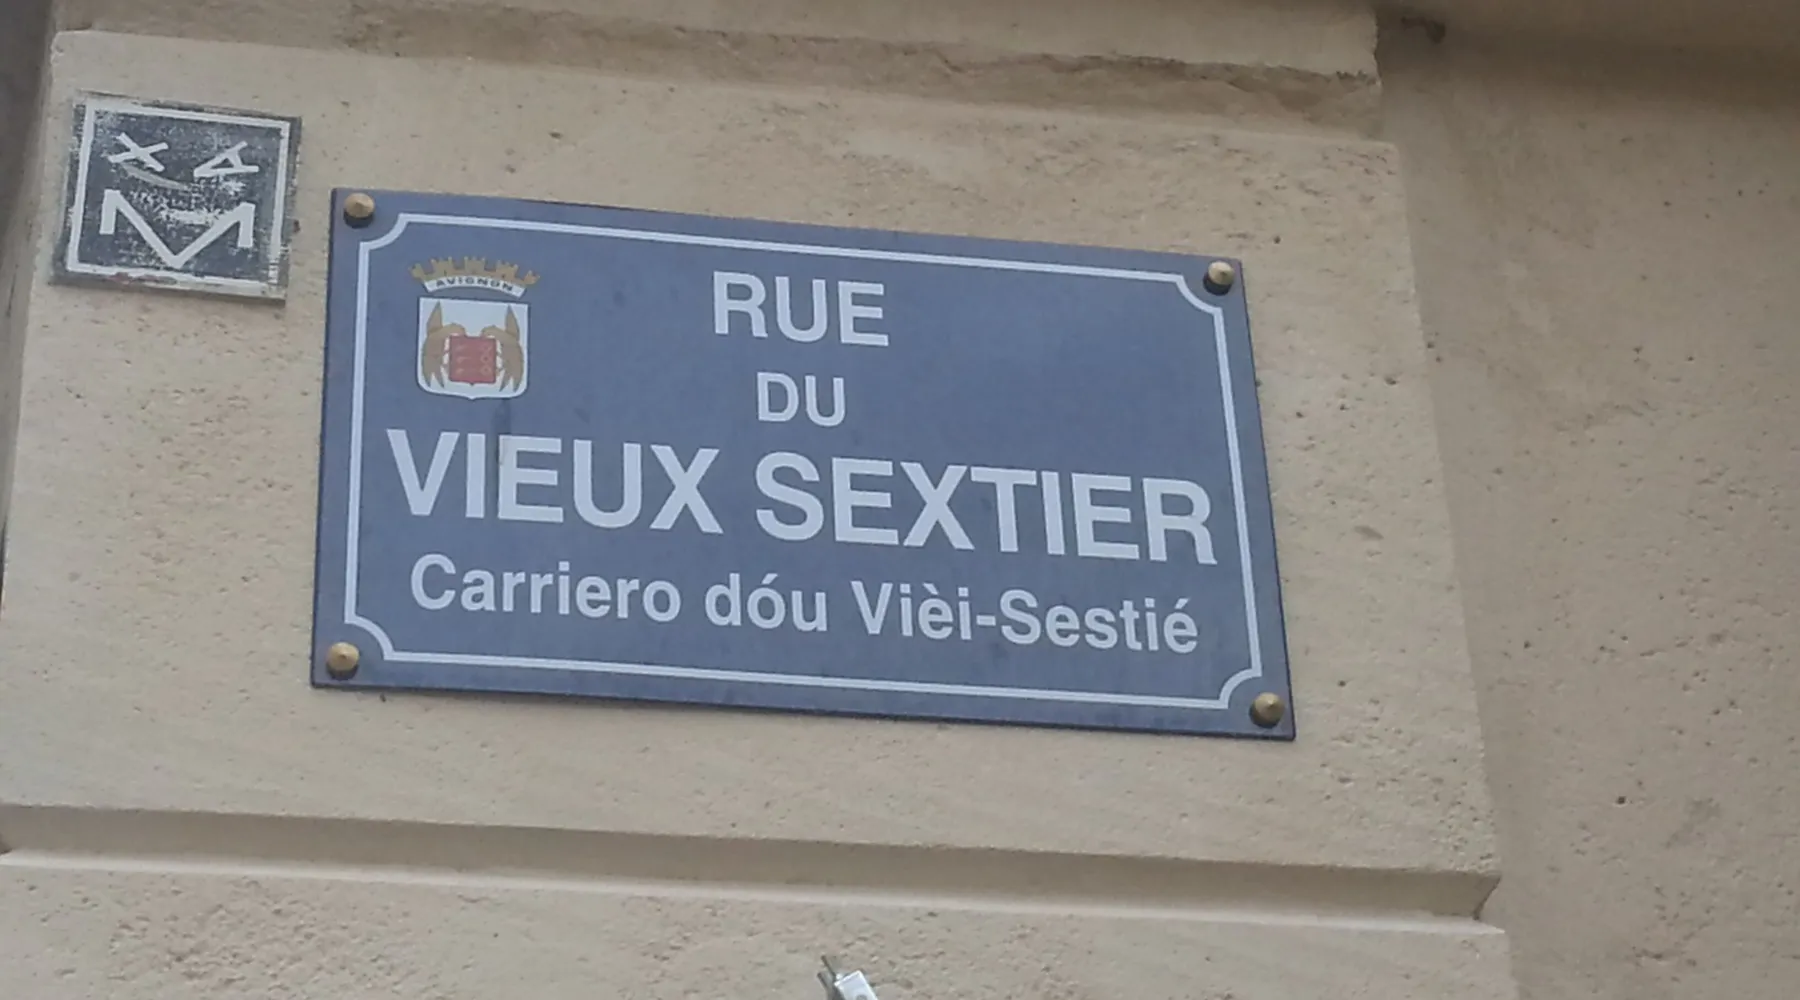 AVIGNON
RUE
DU
VIEUX SEXTIER
Carriero dóu Vièi-Sestié